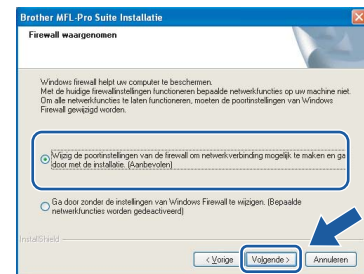 Brother MFL-Pro Suite Installatie
Firewall waargenomen
Windows firewall helpt uw computer te beschermen.
Met de huidige firewallinstellingen functioneren bepaalde netwerkfuncties op uw machine niet.
Om alle netwerkfuncties te laten functioneren, moeten de poortinstellingen van Windows
Firewall gewijzigd worden.
Wijzig de poortinstellingen van de firewall om netwerkverbinding mogelijk te maken en ga
door met de installatie. (Aanbevolen)
Ga door zonder de instellingen van Windows Firewall te wijzigen. (Bepaalde
netwerkfuncties worden gedeactiveerd)
InstallShield
< Vorige
Volgende >
Annuleren